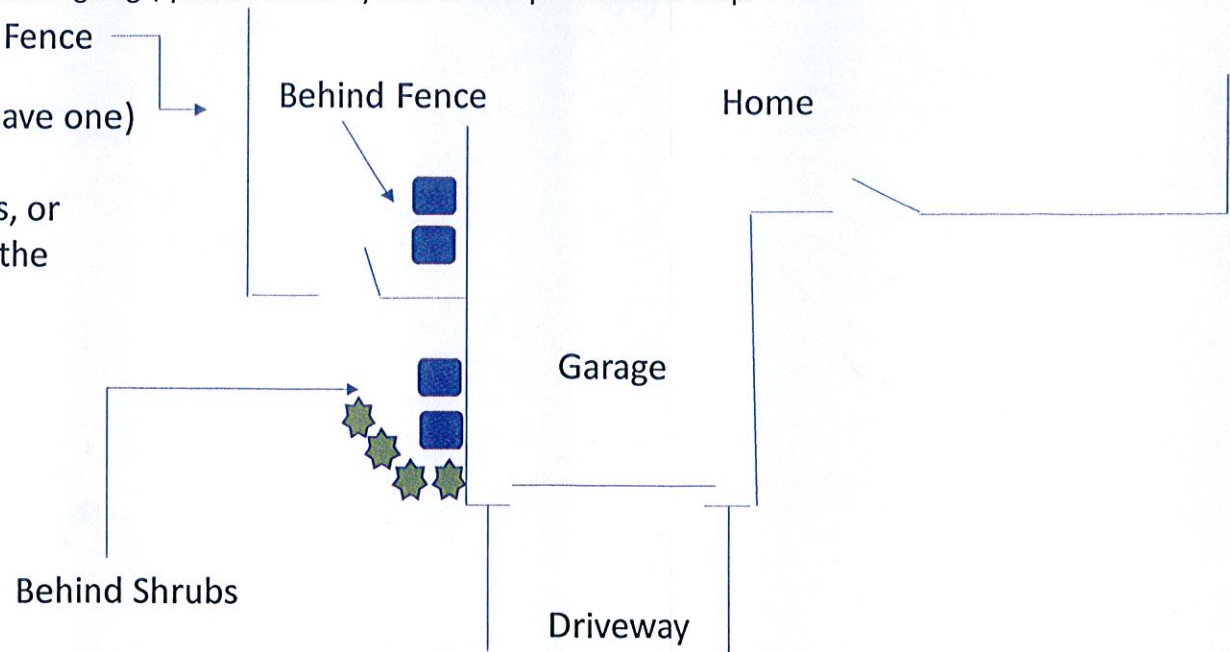 Fence
Behind Fence
Home
ave one)
s, or
the
Garage
Behind Shrubs
Driveway